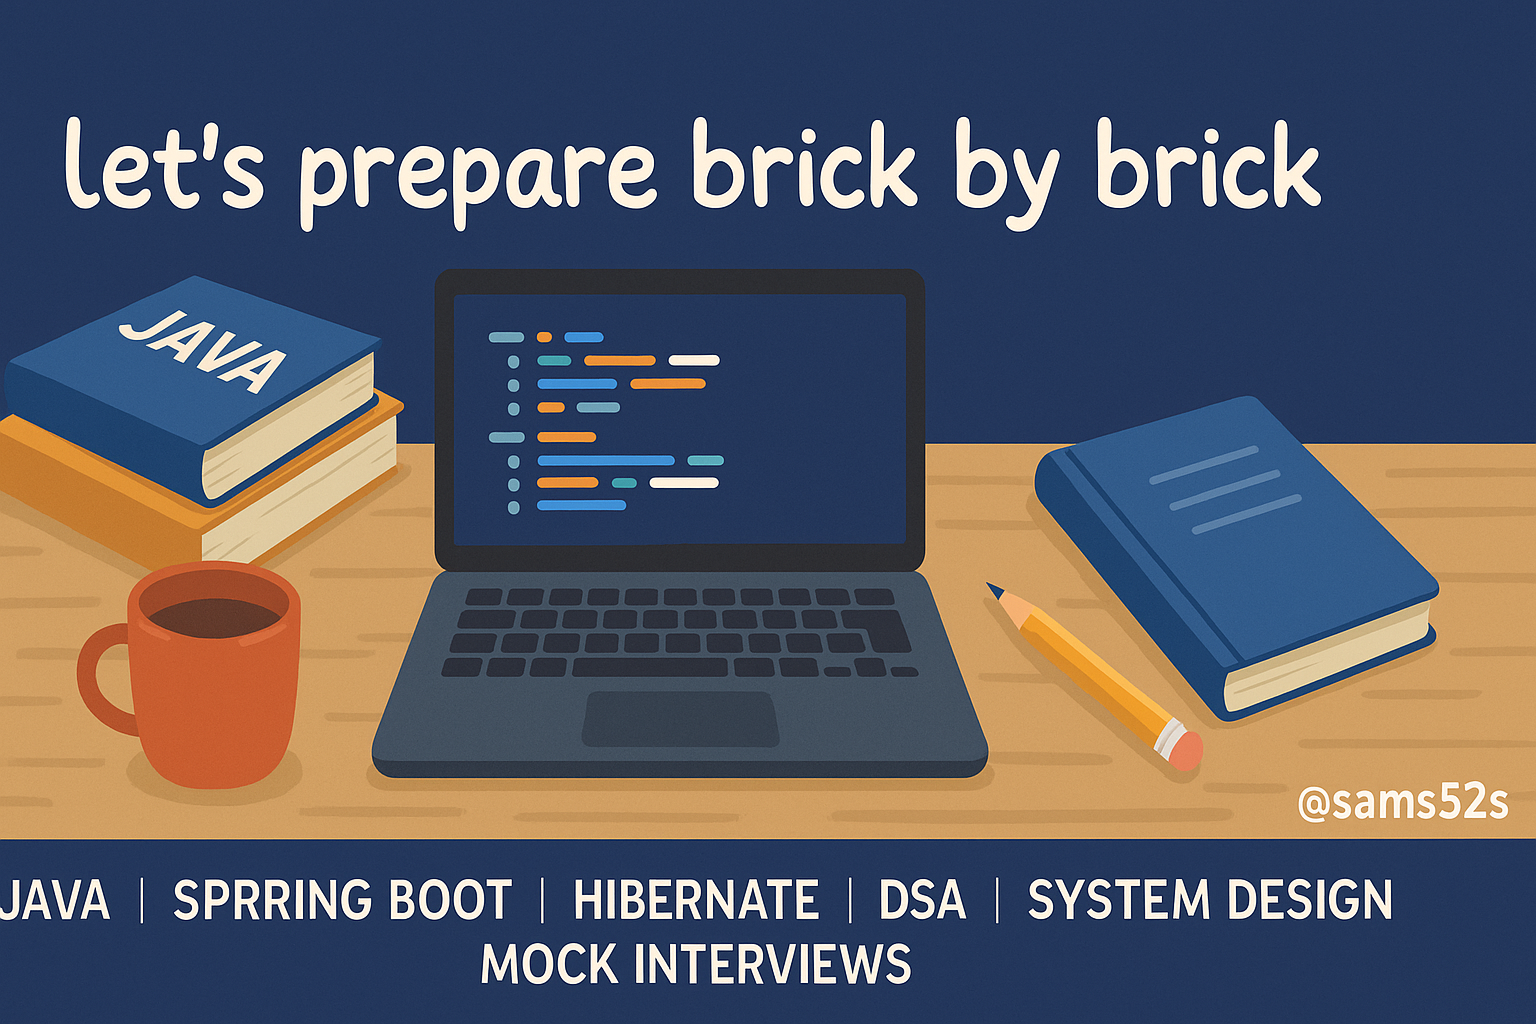 let's prepare brick by brick
JAVA
@sams52s
JAVA | SPRRING BOOT | HIBERNATE | DSA | SYSTEM DESIGN
MOCK INTERVIEWS